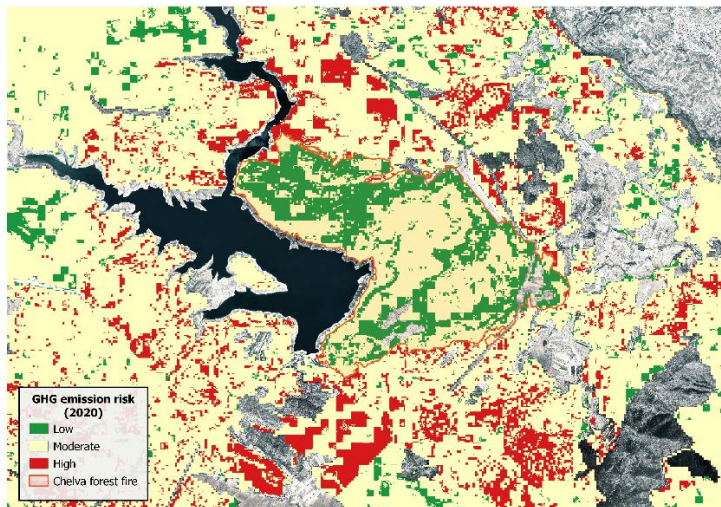 GHG emission risk
(2020)
Low
Moderate
High
Chelva forest fire